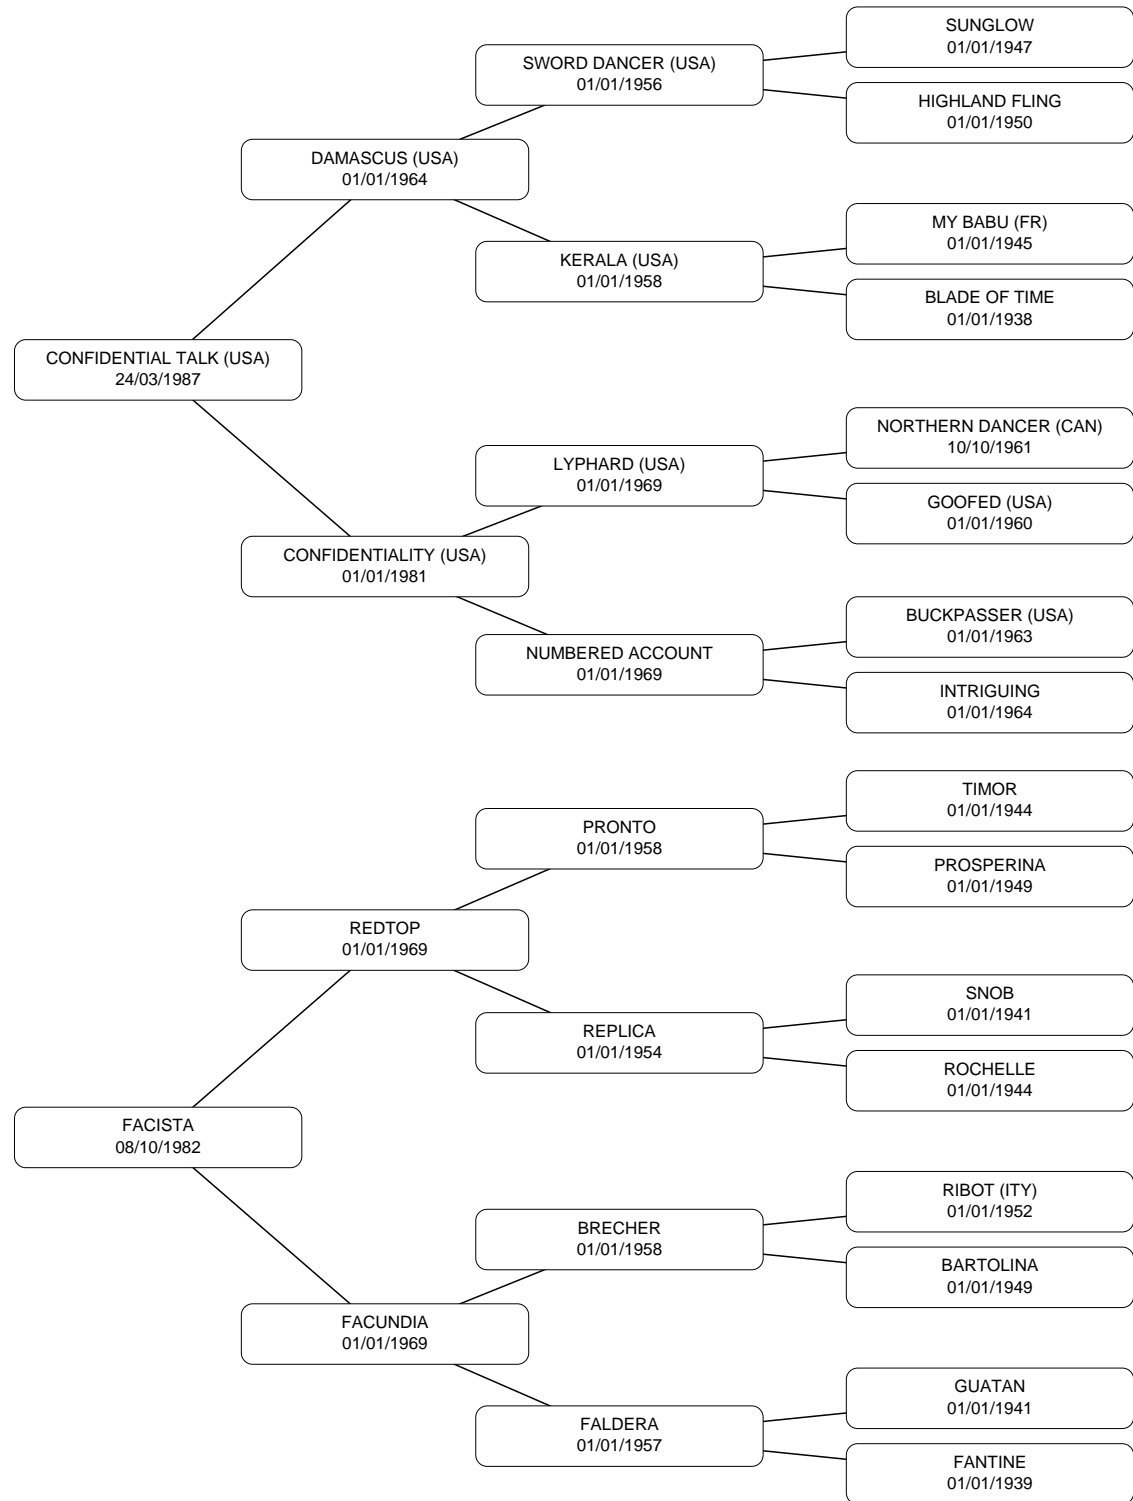 SUNGLOW
01/01/1947
SWORD DANCER (USA)
01/01/1956
HIGHLAND FLING
01/01/1950
DAMASCUS (USA)
01/01/1964
MY BABU (FR)
01/01/1945
KERALA (USA)
01/01/1958
BLADE OF TIME
01/01/1938
CONFIDENTIAL TALK (USA)
24/03/1987
NORTHERN DANCER (CAN)
10/10/1961
LYPHARD (USA)
01/01/1969
GOOFED (USA)
01/01/1960
CONFIDENTIALITY (USA)
01/01/1981
BUCKPASSER (USA)
01/01/1963
NUMBERED ACCOUNT
01/01/1969
INTRIGUING
01/01/1964
TIMOR
01/01/1944
PRONTO
01/01/1958
PROSPERINA
01/01/1949
REDTOP
01/01/1969
SNOB
01/01/1941
REPLICA
01/01/1954
ROCHELLE
01/01/1944
FACISTA
08/10/1982
RIBOT (ITY)
01/01/1952
BRECHER
01/01/1958
BARTOLINA
01/01/1949
FACUNDIA
01/01/1969
GUATAN
01/01/1941
FALDERA
01/01/1957
FANTINE
01/01/1939